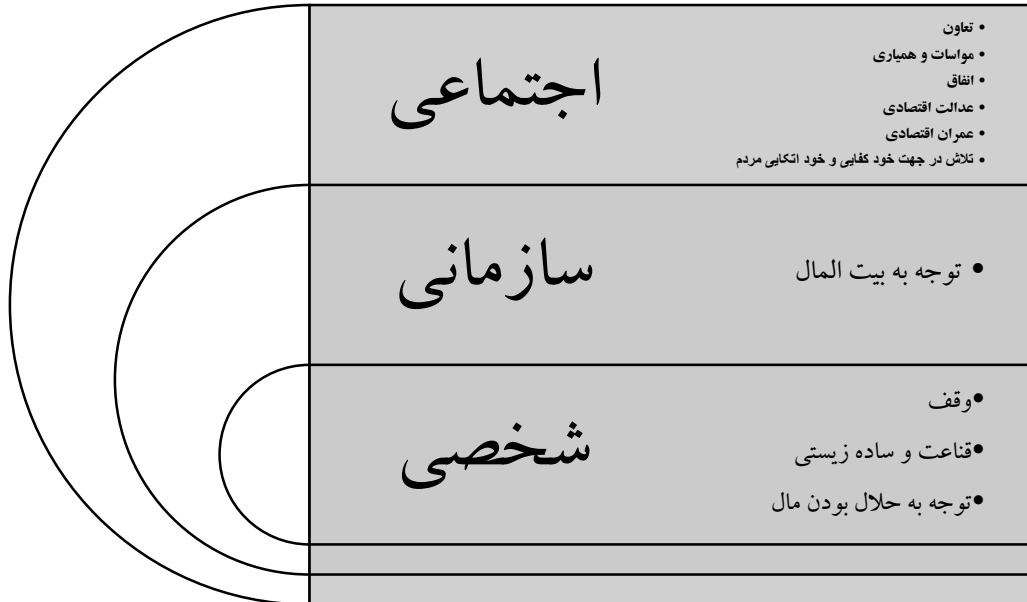 اجتماعی
• تعاون
• مواسات و همیاری
• انفاق
• عدالت اقتصادی
• عمران اقتصادی
• تلاش در جهت خود کفایی و خود اتکایی مردم
سازمانی
• توجه به بیت المال
شخصی
•وقف
•قناعت و ساده زیستی
•توجه به حلال بودن مال